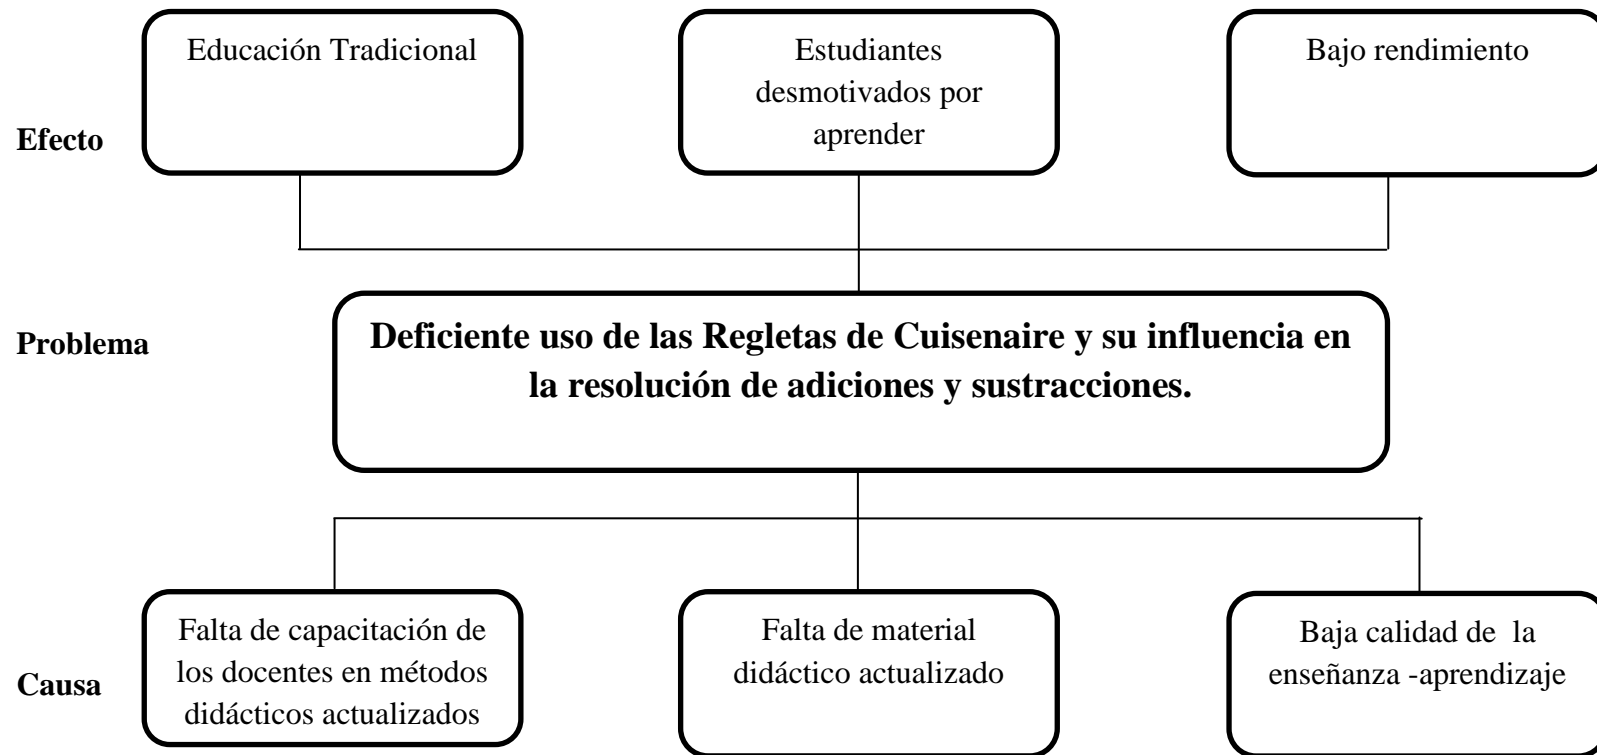 Educación Tradicional
Estudiantes
desmotivados por
aprender
Bajo rendimiento
Efecto
Problema
Deficiente uso de las Regletas de Cuisenaire y su influencia en
la resolución de adiciones y sustracciones.
Causa
Falta de capacitación de
los docentes en métodos
didácticos actualizados
Falta de material
didáctico actualizado
Baja calidad de  la
enseñanza -aprendizaje